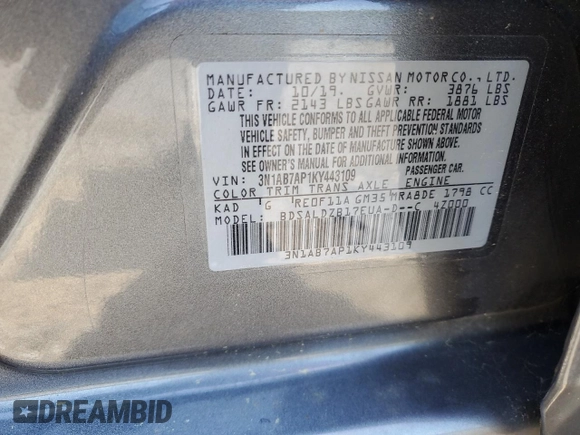 MANUFACTURED BY NISSAN MOTOR CO., LTD.
DATE: 10/19. GVWR: 3876 LBS
GAWR FR: 2143 LBS GAWR RR: 1881 LBS
THIS VEHICLE CONFORMS TO ALL APPLICABLE FEDERAL MOTOR
VEHICLE SAFETY, BUMPER AND THEFT PREVENTION STANDARDS
IN EFFECT ON THE DATE OF MANUFACTURE SHOWN ABOVE.
SEE OWNER'S MANUAL FOR ADDITIONAL INFORMATION.
VIN: 3N1AB7AP1KY443109 PASSENGER CAR.
COLOR TRIM TRANS AXLE ENGINE
KAD G RE0F11A GM35 MRA8DE 1798 CC
MODEL: BDSALDZB17EUA-D--C 4Z000
3N1AB7AP1KY443109
DREAMBID